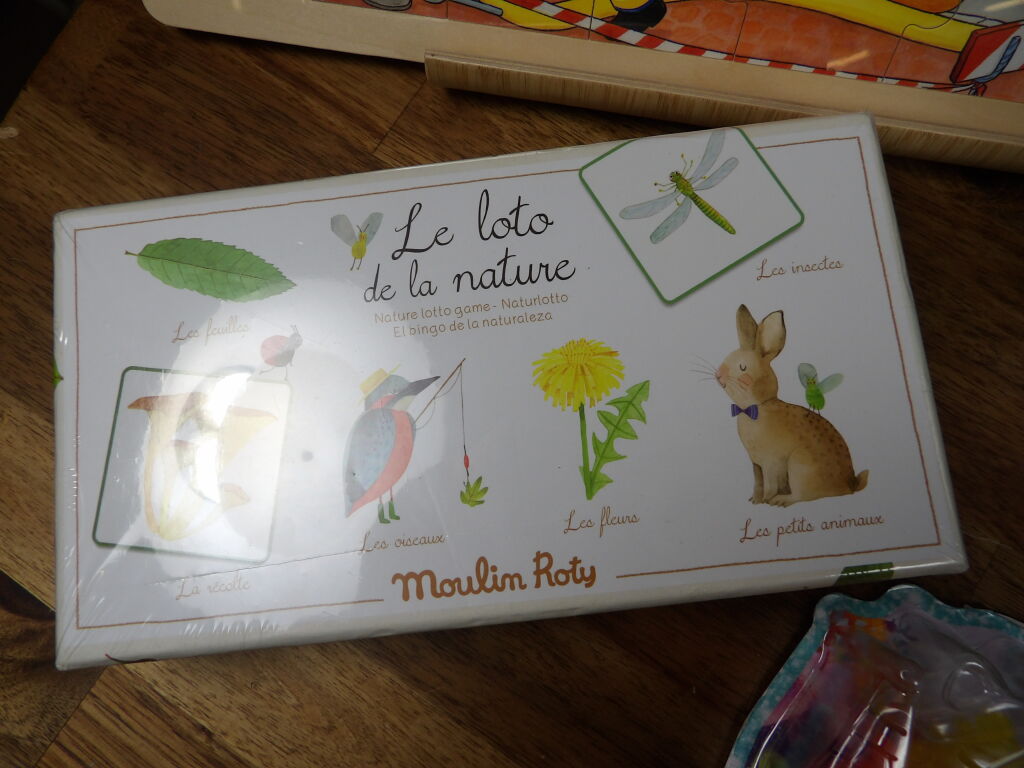 Le loto
de la nature
Nature lotto game - Naturlotto
El bingo de la naturaleza
Les insectes
Les feuilles
Les oiseaux
Les fleurs
Les petits animaux
La récolte
Moulin Roty